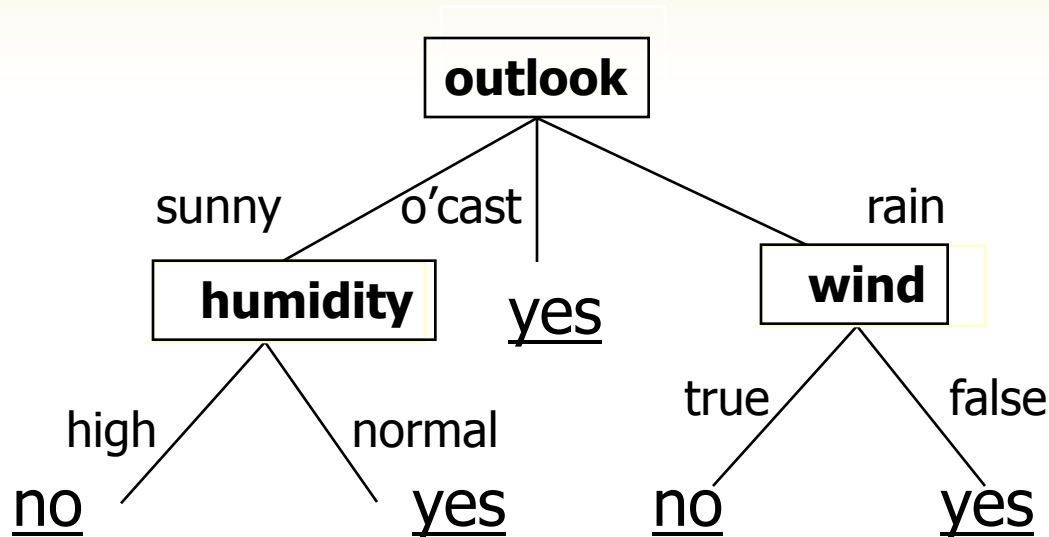 outlook
sunny o’cast rain
humidity yes wind
high normal true false
no yes no yes